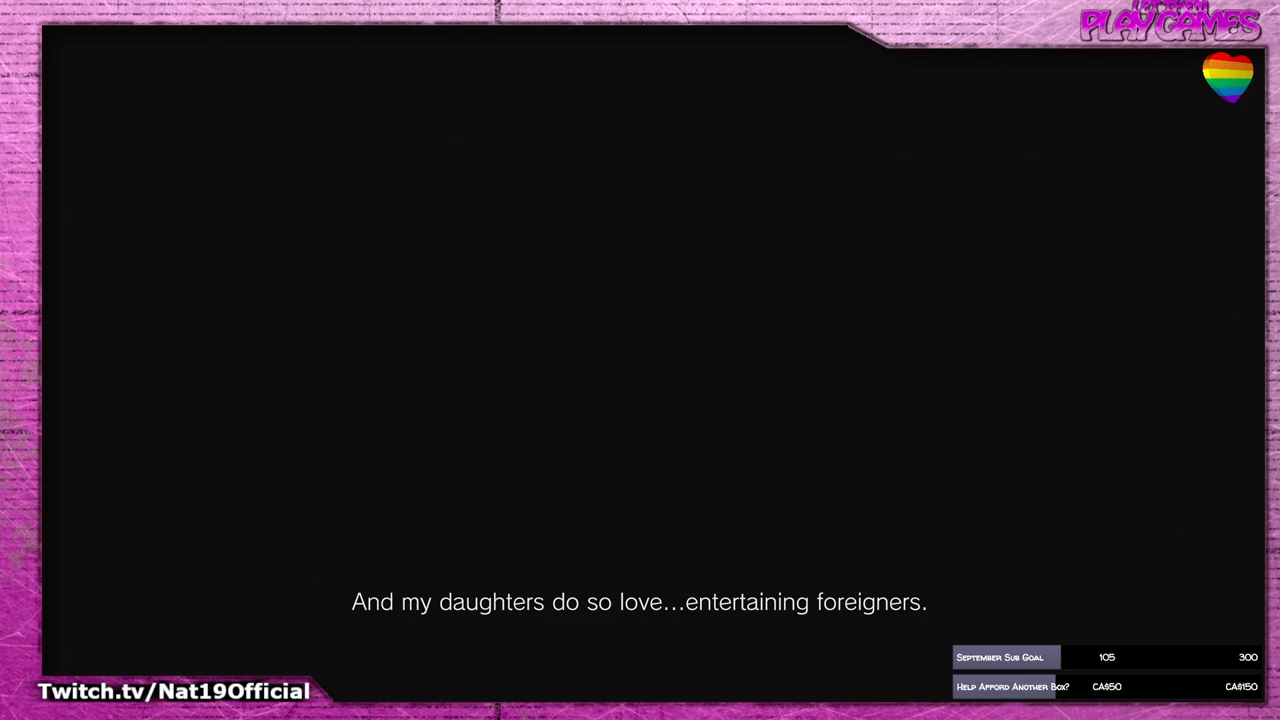 PLAY GAMES
And my daughters do so love...entertaining foreigners.
September Sub Goal 105 300
Help Afford Another Box? CA$50 CA$150
Twitch.tv/Nat19Official